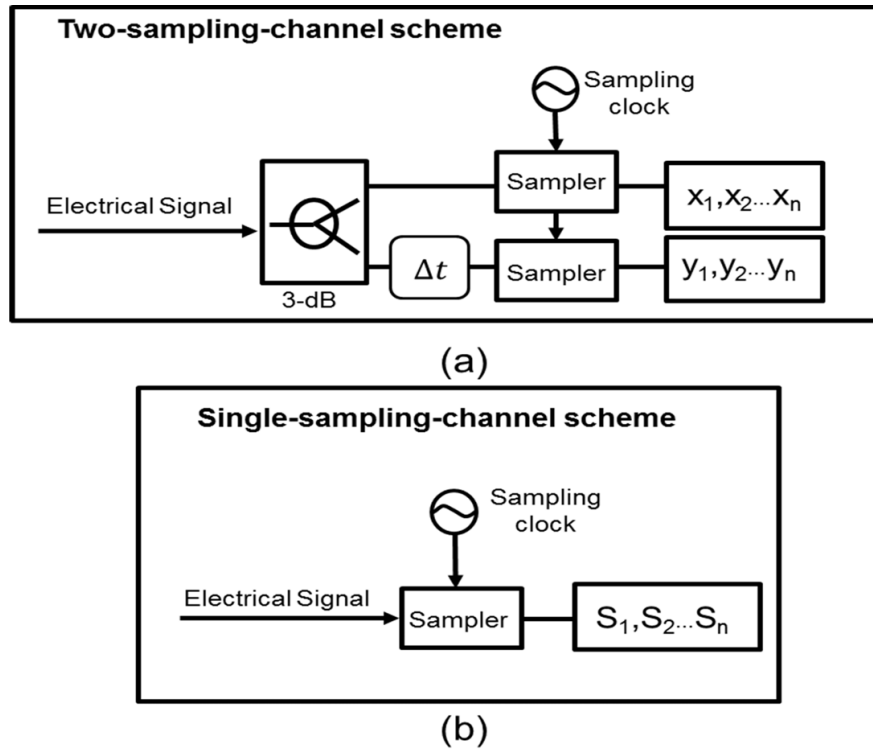 Two-sampling-channel scheme
Sampling
clock
Sampler
x₁,x₂...xₙ
Electrical Signal
Δt
Sampler
y₁,y₂...yₙ
3-dB
(a)
Single-sampling-channel scheme
Sampling
clock
Electrical Signal
Sampler
S₁,S₂...Sₙ
(b)